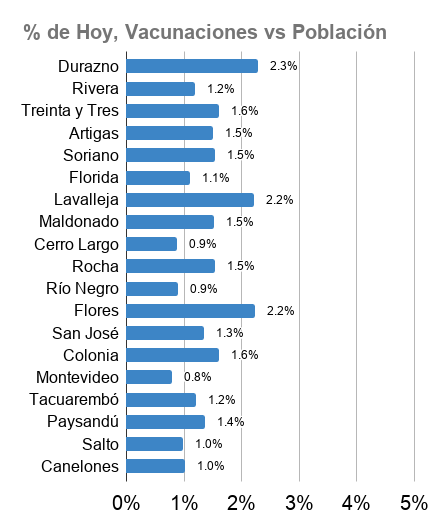 % de Hoy, Vacunaciones vs Población
Durazno 2.3%
Rivera 1.2%
Treinta y Tres 1.6%
Artigas 1.5%
Soriano 1.5%
Florida 1.1%
Lavalleja 2.2%
Maldonado 1.5%
Cerro Largo 0.9%
Rocha 1.5%
Río Negro 0.9%
Flores 2.2%
San José 1.3%
Colonia 1.6%
Montevideo 0.8%
Tacuarembó 1.2%
Paysandú 1.4%
Salto 1.0%
Canelones 1.0%
0% 1% 2% 3% 4% 5%